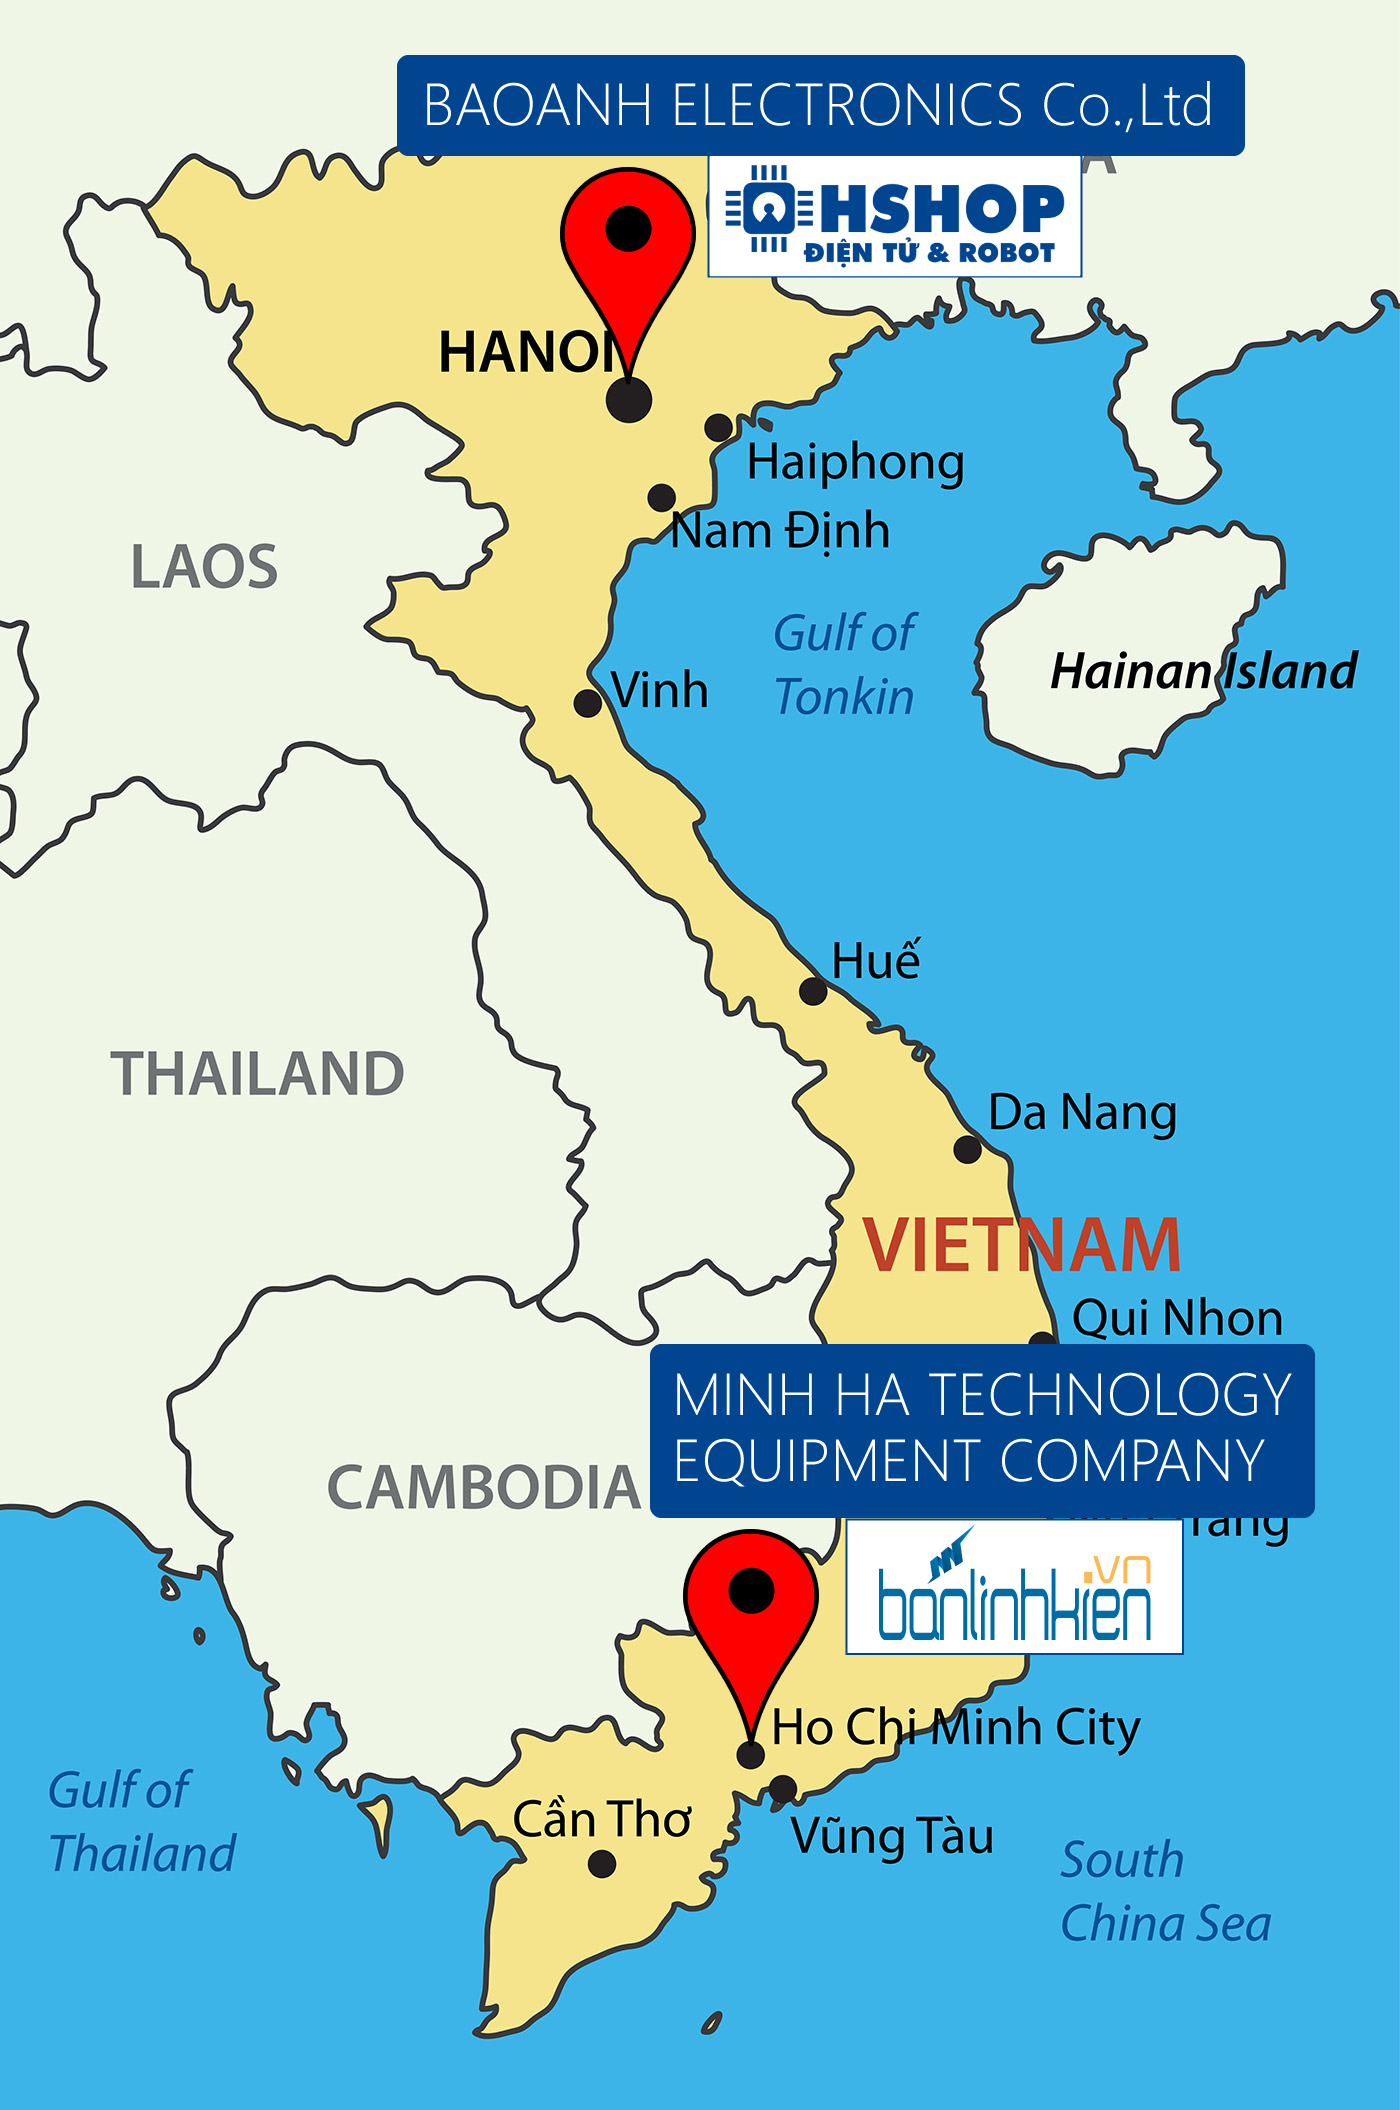 BAOANH ELECTRONICS Co.,Ltd
HSHOP
ĐIỆN TỬ & ROBOT
HANOI
Haiphong
Nam Định
LAOS
Gulf of
Tonkin
Hainan Island
Vinh
Huế
THAILAND
Da Nang
VIETNAM
Qui Nhon
MINH HA TECHNOLOGY
EQUIPMENT COMPANY
CAMBODIA
banlinhkien.vn
Ho Chi Minh City
Gulf of
Thailand
Cần Thơ
Vũng Tàu
South
China Sea